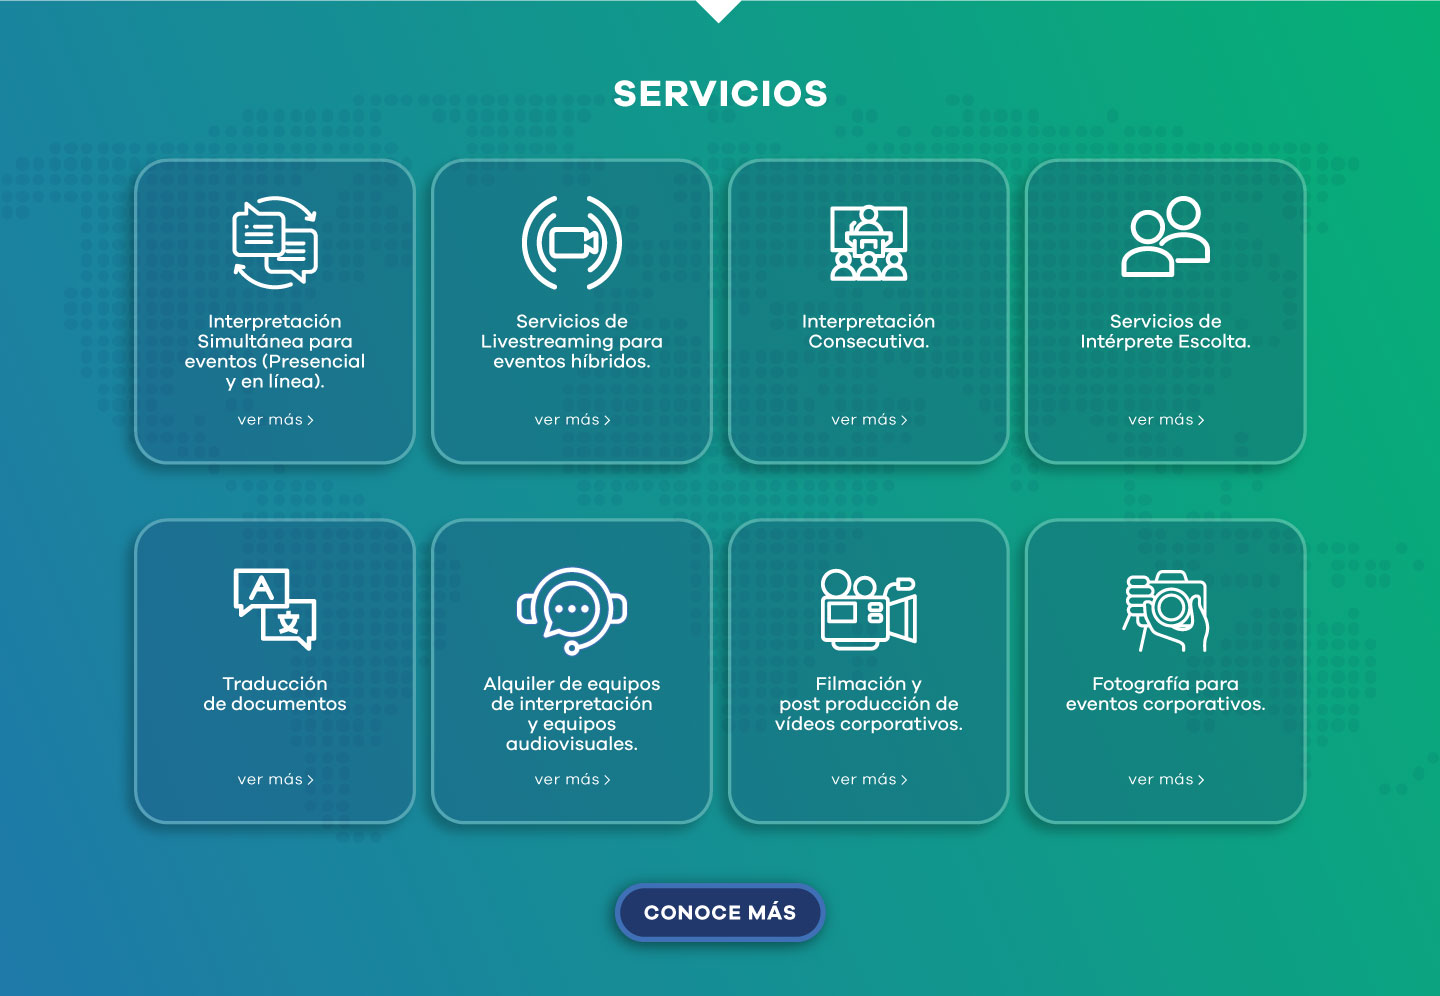 SERVICIOS
Interpretación
Simultánea para
eventos (Presencial
y en línea).
ver más >
Servicios de
Livestreaming para
eventos híbridos.
ver más >
Interpretación
Consecutiva.
ver más >
Servicios de
Intérprete Escolta.
ver más >
A
文
Traducción
de documentos
ver más >
Alquiler de equipos
de interpretación
y equipos
audiovisuales.
ver más >
Filmación y
post producción de
vídeos corporativos.
ver más >
Fotografía para
eventos corporativos.
ver más >
CONOCE MÁS